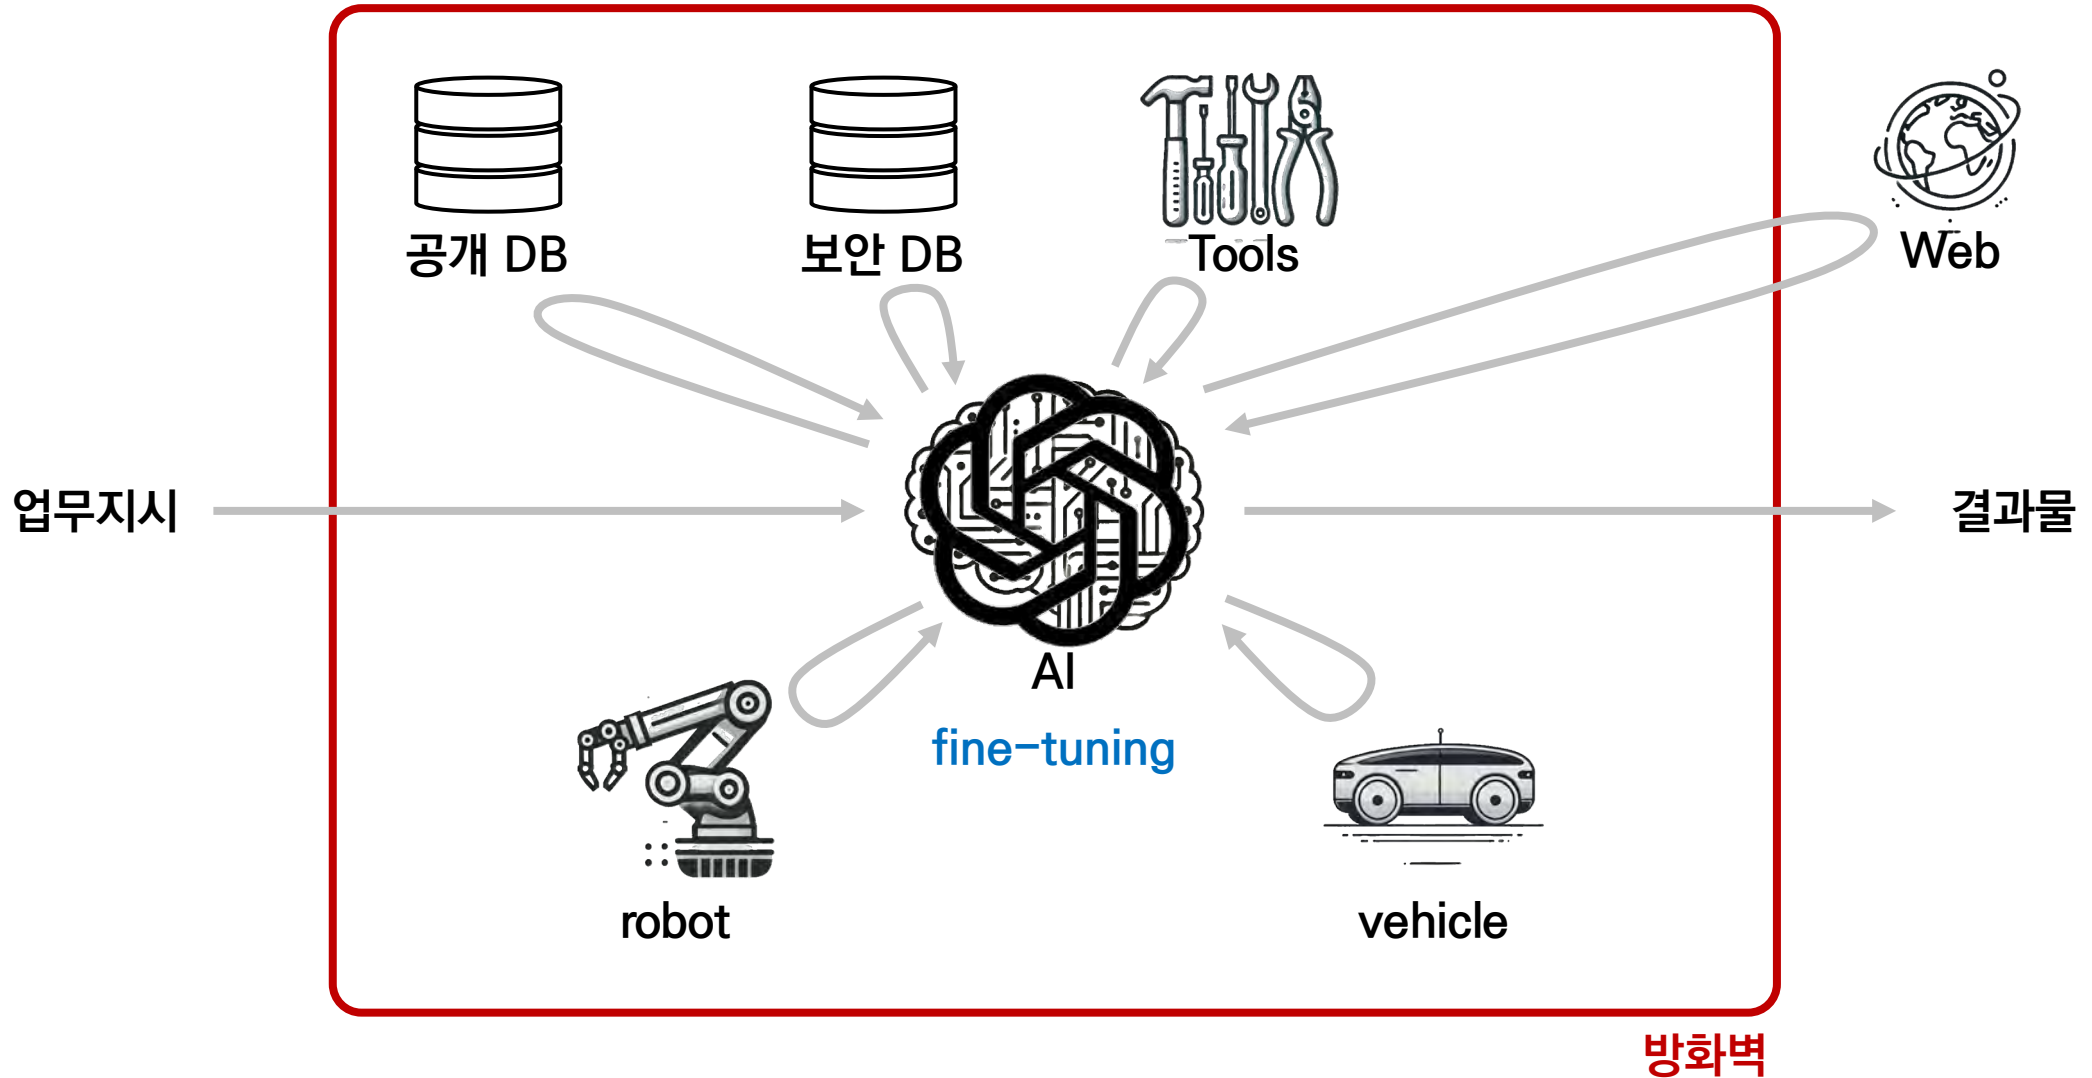 공개 DB
보안 DB
Tools
Web
업무지시
결과물
AI
fine-tuning
robot
vehicle
방화벽